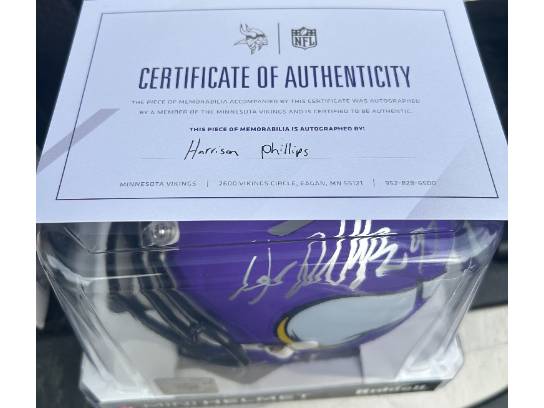 NFL
CERTIFICATE OF AUTHENTICITY
THE PIECE OF MEMORABILIA ACCOMPANIED BY THIS CERTIFICATE WAS AUTOGRAPHED
BY A MEMBER OF THE MINNESOTA VIKINGS AND IS CERTIFIED TO BE AUTHENTIC.
THIS PIECE OF MEMORABILIA IS AUTOGRAPHED BY:
Harrison Phillips
MINNESOTA VIKINGS | 2600 VIKINGS CIRCLE, EAGAN, MN 55121 | 952-828-6500
MINI HELMET Riddell